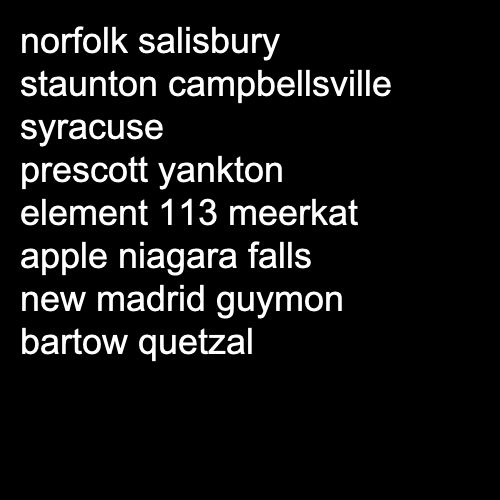 norfolk salisbury
staunton campbellsville
syracuse
prescott yankton
element 113 meerkat
apple niagara falls
new madrid guymon
bartow quetzal